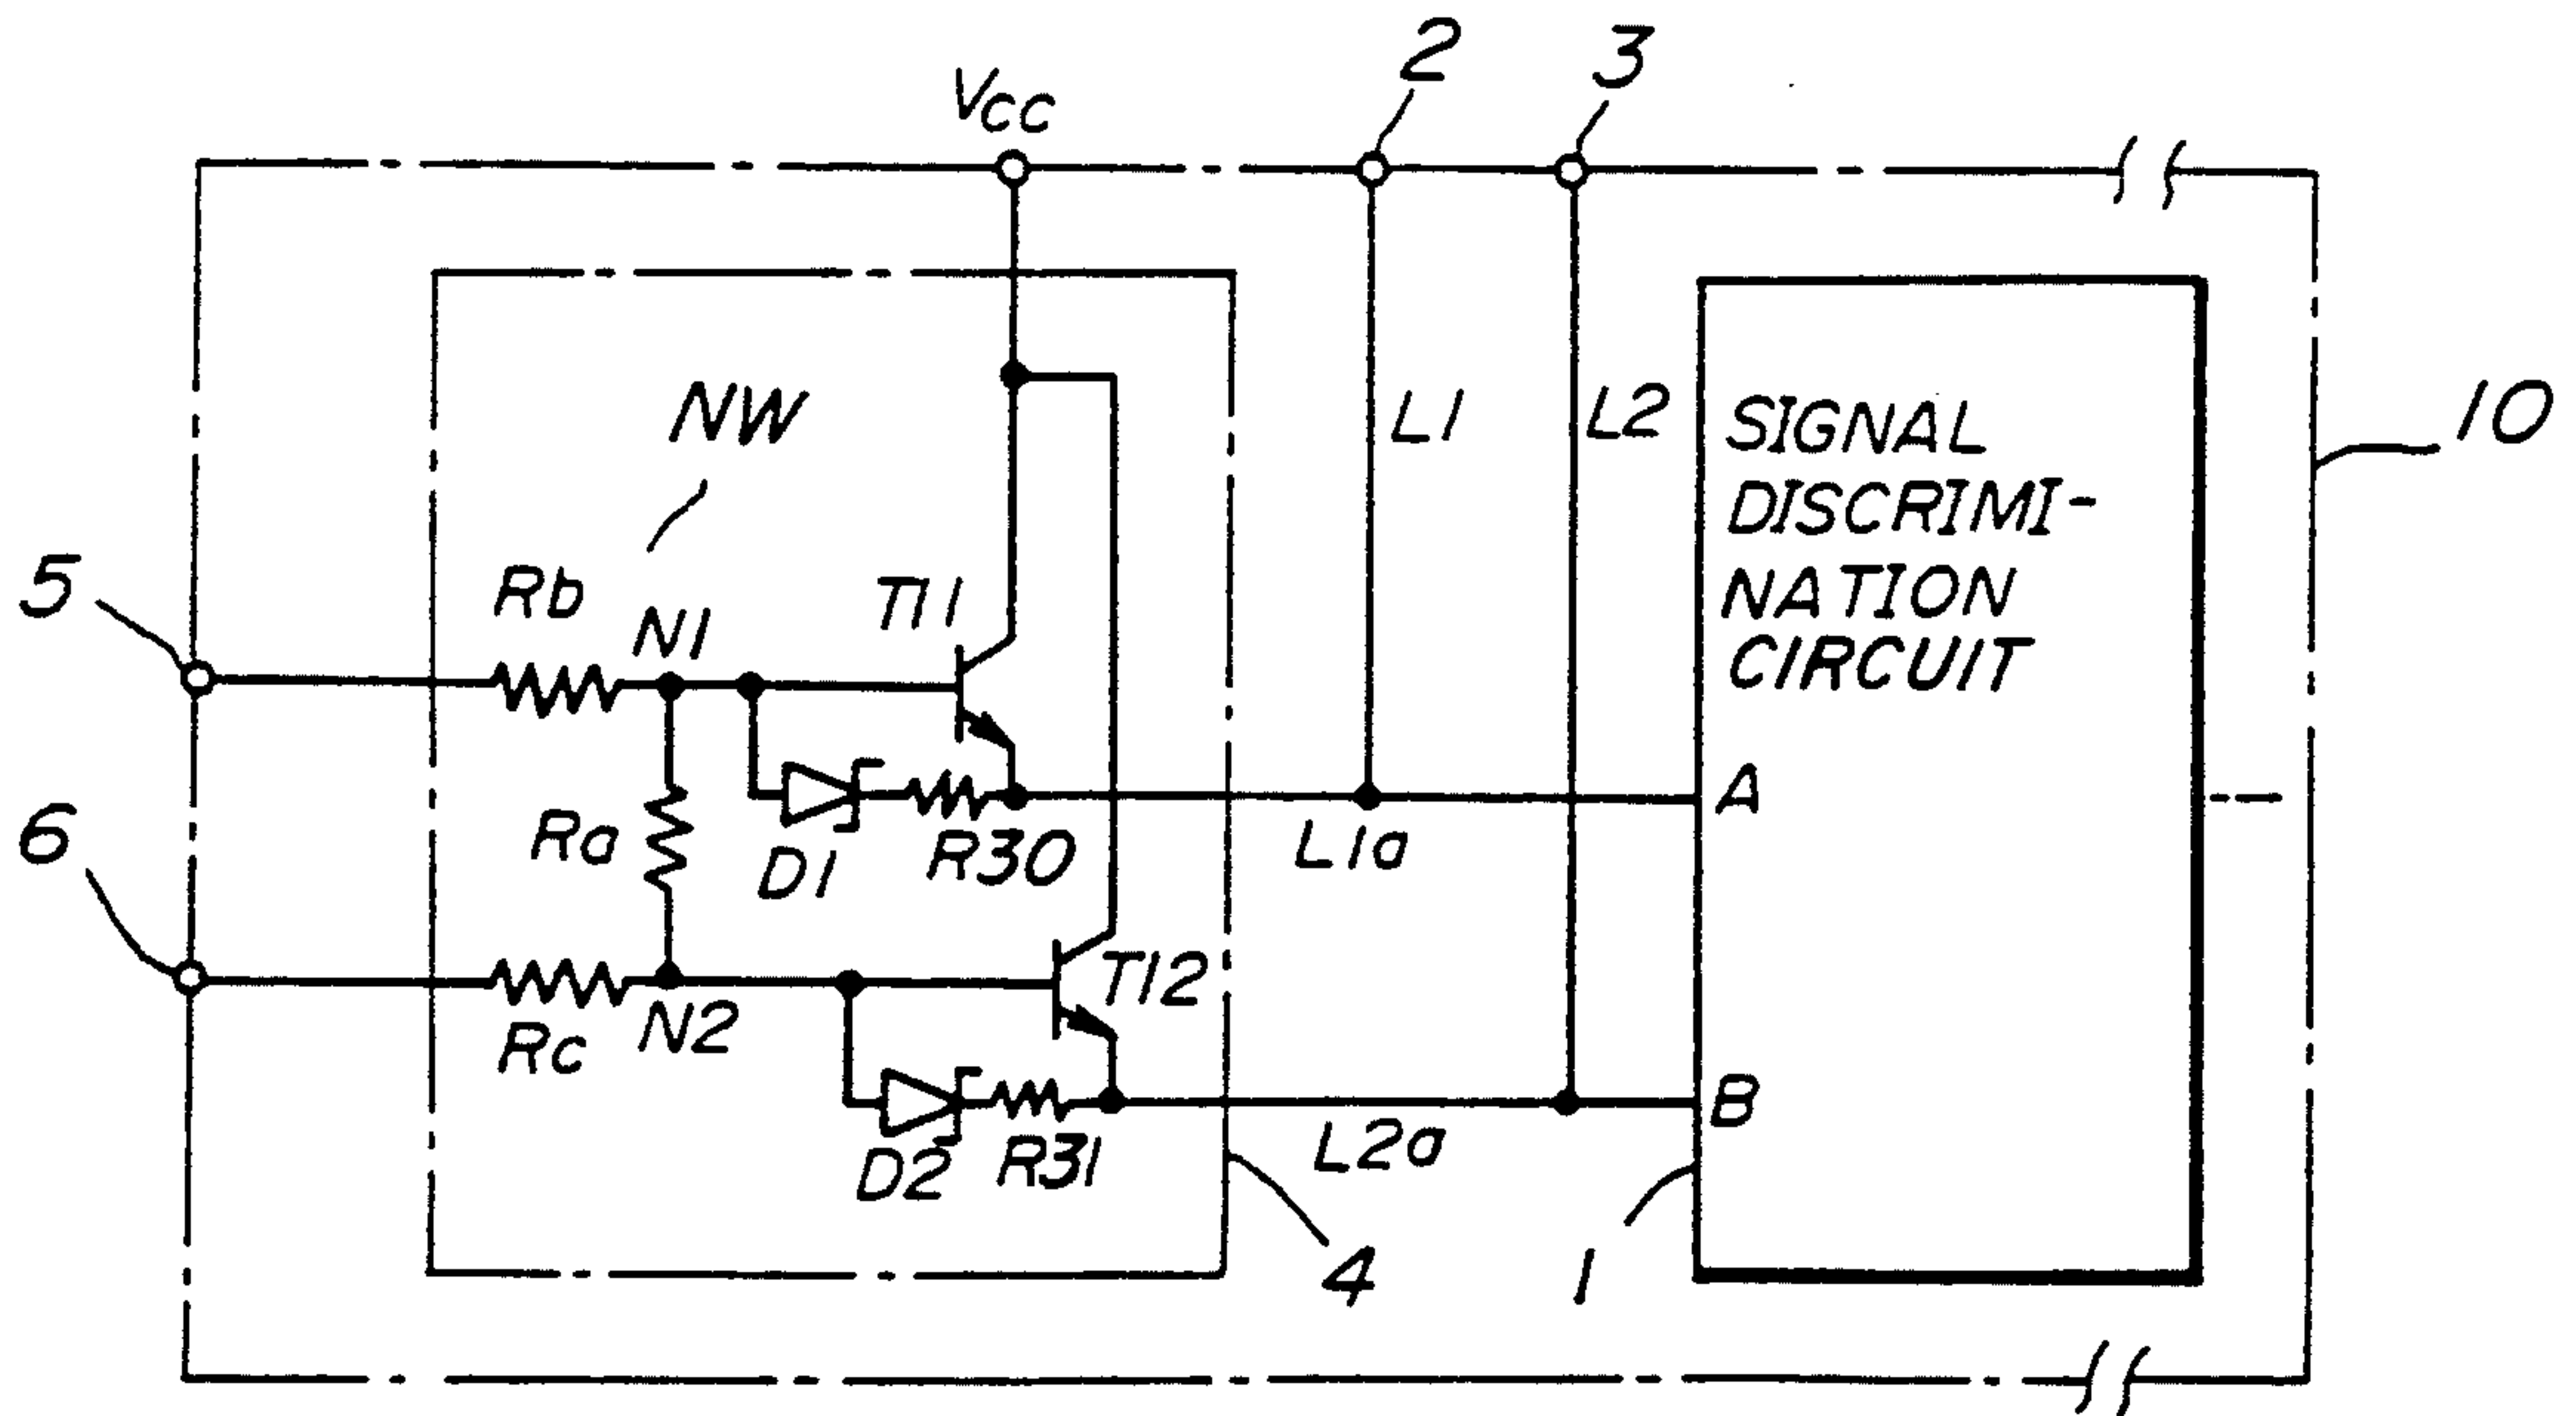 2
3
VCC
L1
L2
10
SIGNAL
DISCRIMI-
NATION
CIRCUIT
NW
5
Rb
N1
T11
A
6
Ra
D1
R30
L1a
Rc
N2
T12
B
D2
R31
L2a
4
1